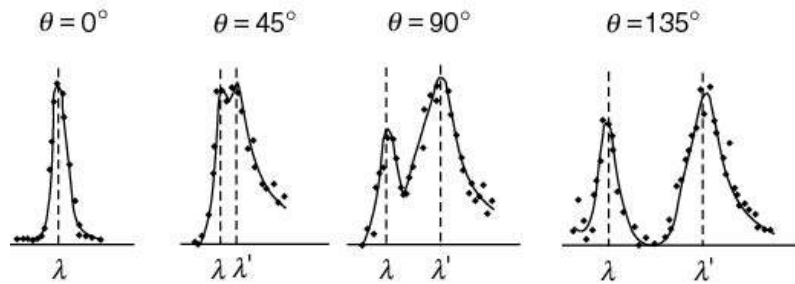 θ = 0° θ = 45° θ = 90° θ = 135°
λ λ λ' λ λ' λ λ'